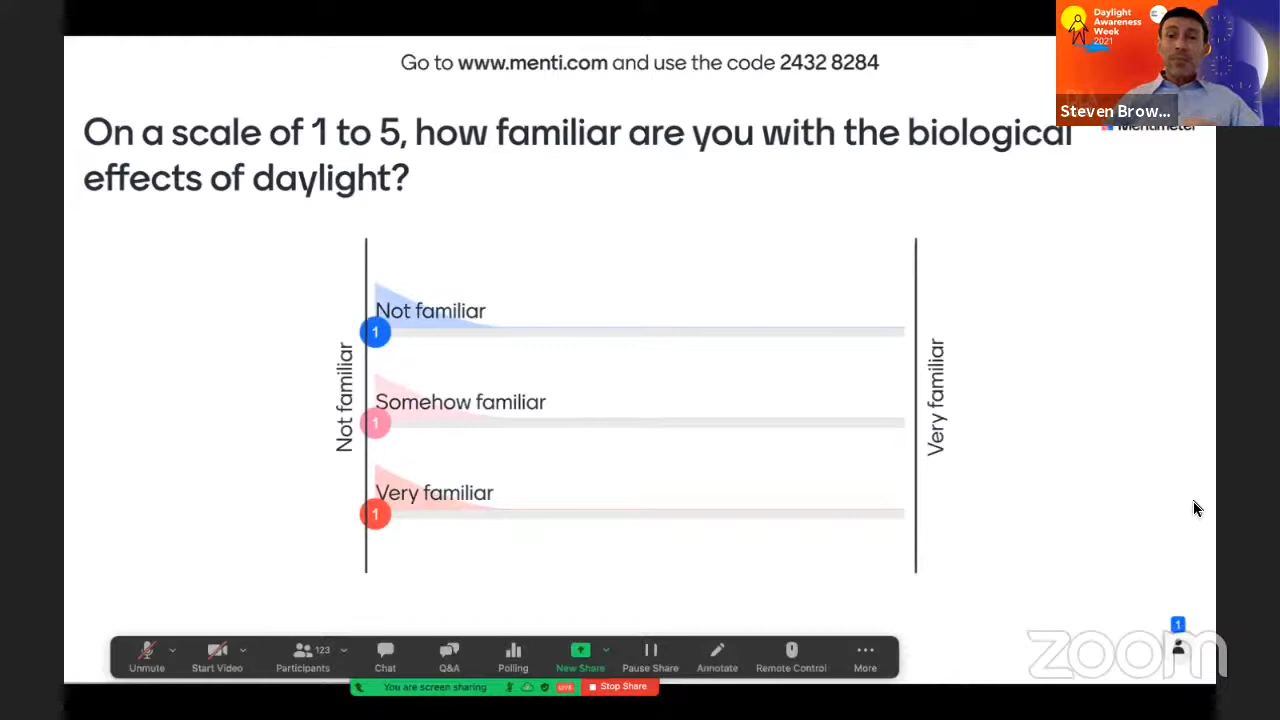 Go to www.menti.com and use the code 2432 8284
Daylight
Awareness
Week
2021
Steven Brow...
Mentimeter
On a scale of 1 to 5, how familiar are you with the biological
effects of daylight?
Not familiar
Very familiar
Not familiar
1
Somehow familiar
1
Very familiar
1
1
zoom
Unmute
Start Video
123
Participants
Chat
Q&A
Polling
New Share
Pause Share
Annotate
Remote Control
More
You are screen sharing
LIVE
Stop Share